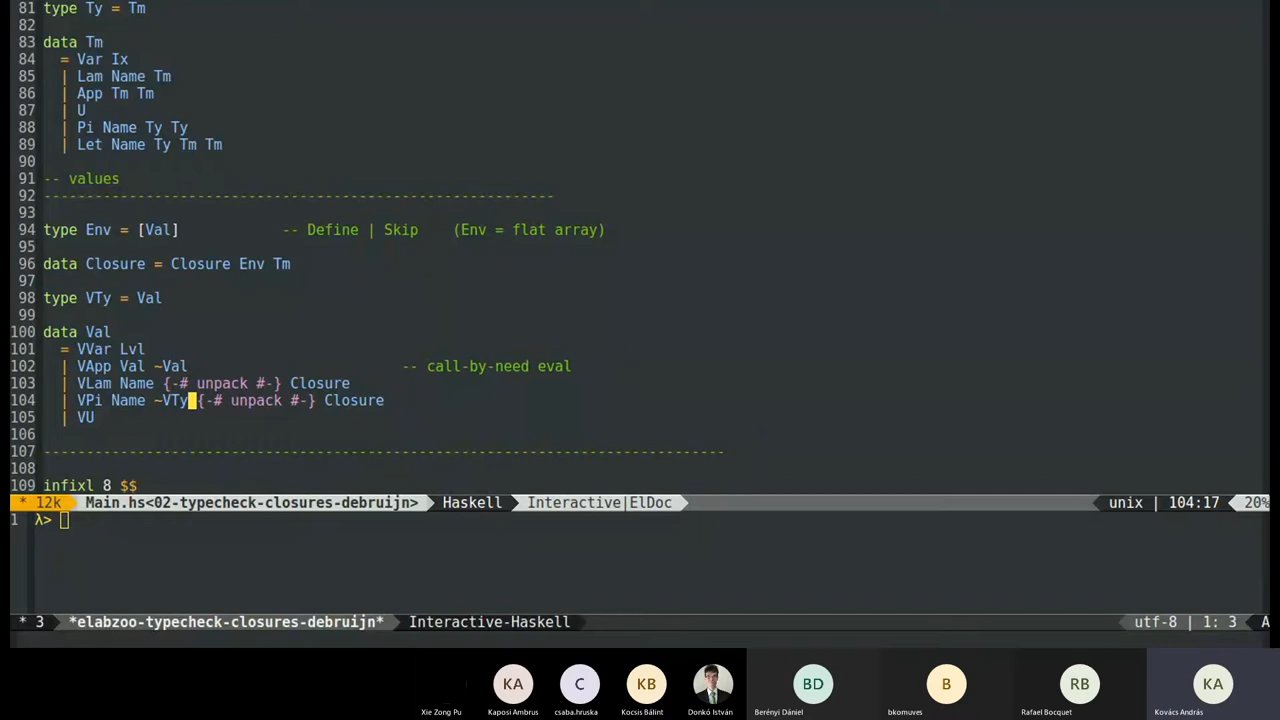 81 type Ty = Tm
82
83 data Tm
84   = Var Ix
85   | Lam Name Tm
86   | App Tm Tm
87   | U
88   | Pi Name Ty Ty
89   | Let Name Ty Tm Tm
90
91 -- values
92 ------------------------------------------------------------
93
94 type Env = [Val]            -- Define | Skip    (Env = flat array)
95
96 data Closure = Closure Env Tm
97
98 type VTy = Val
99
100 data Val
101   = VVar Lvl
102   | VApp Val ~Val                         -- call-by-need eval
103   | VLam Name {-# unpack #-} Closure
104   | VPi Name ~VTy {-# unpack #-} Closure
105   | VU
106
107 --------------------------------------------------------------------------------
108
109 infixl 8 $$
* 12k Main.hs<02-typecheck-closures-debruijn> Haskell Interactive|ElDoc unix | 104:17 20%
1 λ>
* 3 *elabzoo-typecheck-closures-debruijn* Interactive-Haskell utf-8 | 1: 3 A
KA C KB BD B RB KA
Xie Zong Pu Kaposi Ambrus csaba.hruska Kocsis Bálint Donkó István Berényi Dániel bkomuves Rafael Bocquet Kovács András